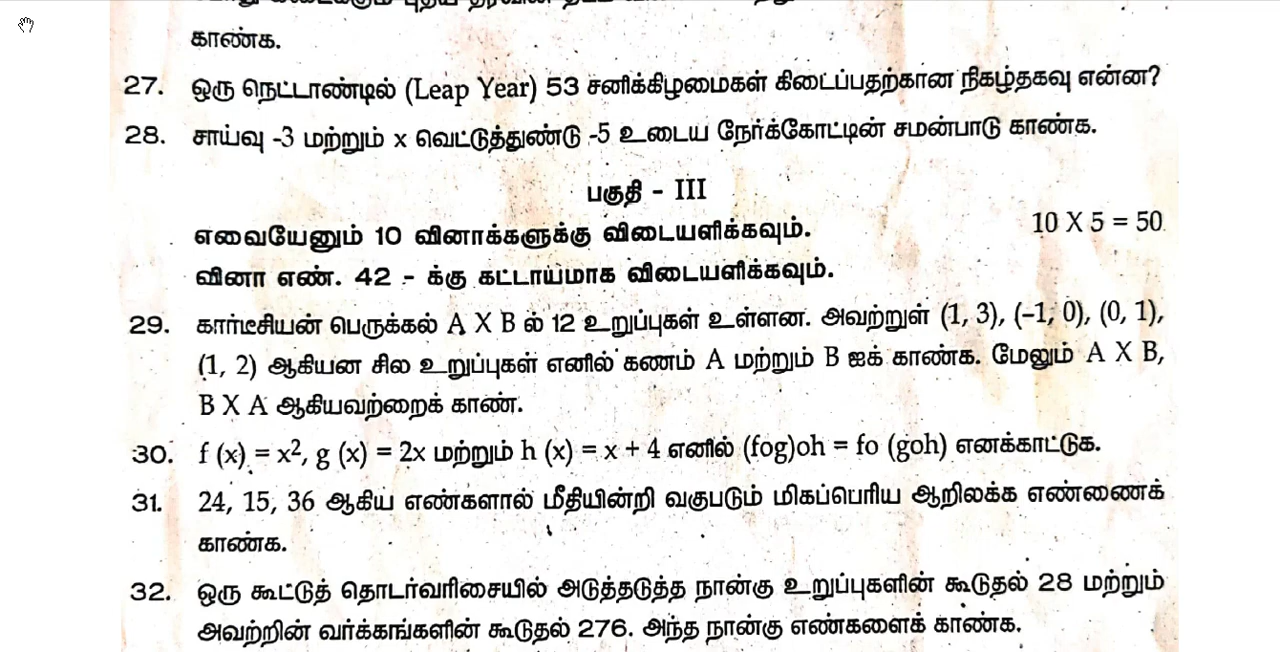 காண்க.
27. ஒரு நெட்டாண்டில் (Leap Year) 53 சனிக்கிழமைகள் கிடைப்பதற்கான நிகழ்தகவு என்ன?
28. சாய்வு -3 மற்றும் x வெட்டுத்துண்டு -5 உடைய நேர்க்கோட்டின் சமன்பாடு காண்க.
பகுதி - III
எவையேனும் 10 வினாக்களுக்கு விடையளிக்கவும். 10 X 5 = 50
வினா எண். 42 - க்கு கட்டாயமாக விடையளிக்கவும்.
29. கார்டீசியன் பெருக்கல் A X B ல் 12 உறுப்புகள் உள்ளன. அவற்றுள் (1, 3), (-1, 0), (0, 1),
(1, 2) ஆகியன சில உறுப்புகள் எனில் கணம் A மற்றும் B ஐக் காண்க. மேலும் A X B,
B X A ஆகியவற்றைக் காண்.
30. f (x) = x², g (x) = 2x மற்றும் h (x) = x + 4 எனில் (fog)oh = fo (goh) எனக்காட்டுக.
31. 24, 15, 36 ஆகிய எண்களால் மீதியின்றி வகுபடும் மிகப்பெரிய ஆறிலக்க எண்ணைக்
காண்க.
32. ஒரு கூட்டுத் தொடர்வரிசையில் அடுத்தடுத்த நான்கு உறுப்புகளின் கூடுதல் 28 மற்றும்
அவற்றின் வர்க்கங்களின் கூடுதல் 276. அந்த நான்கு எண்களைக் காண்க.